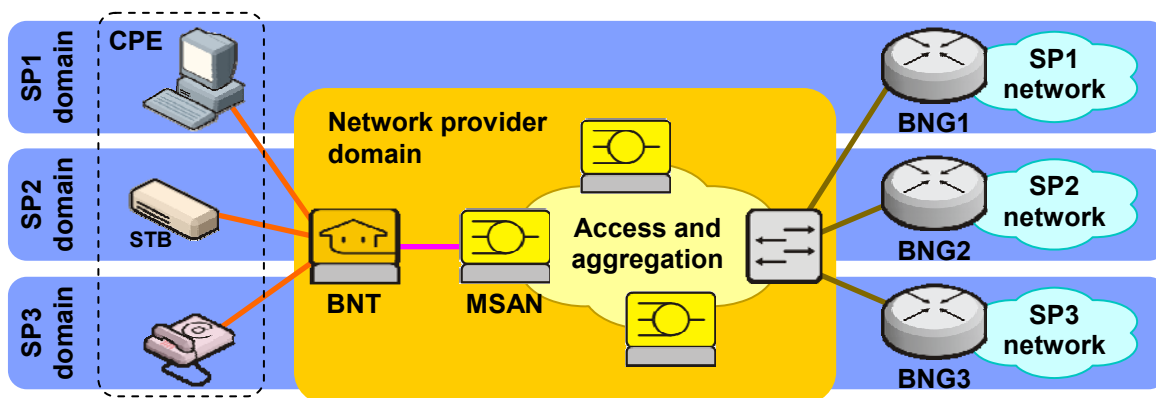 SP1
domain
CPE
SP1
network
BNG1
Network provider
domain
SP2
domain
STB
BNT
MSAN
Access and
aggregation
SP2
network
BNG2
SP3
domain
SP3
network
BNG3